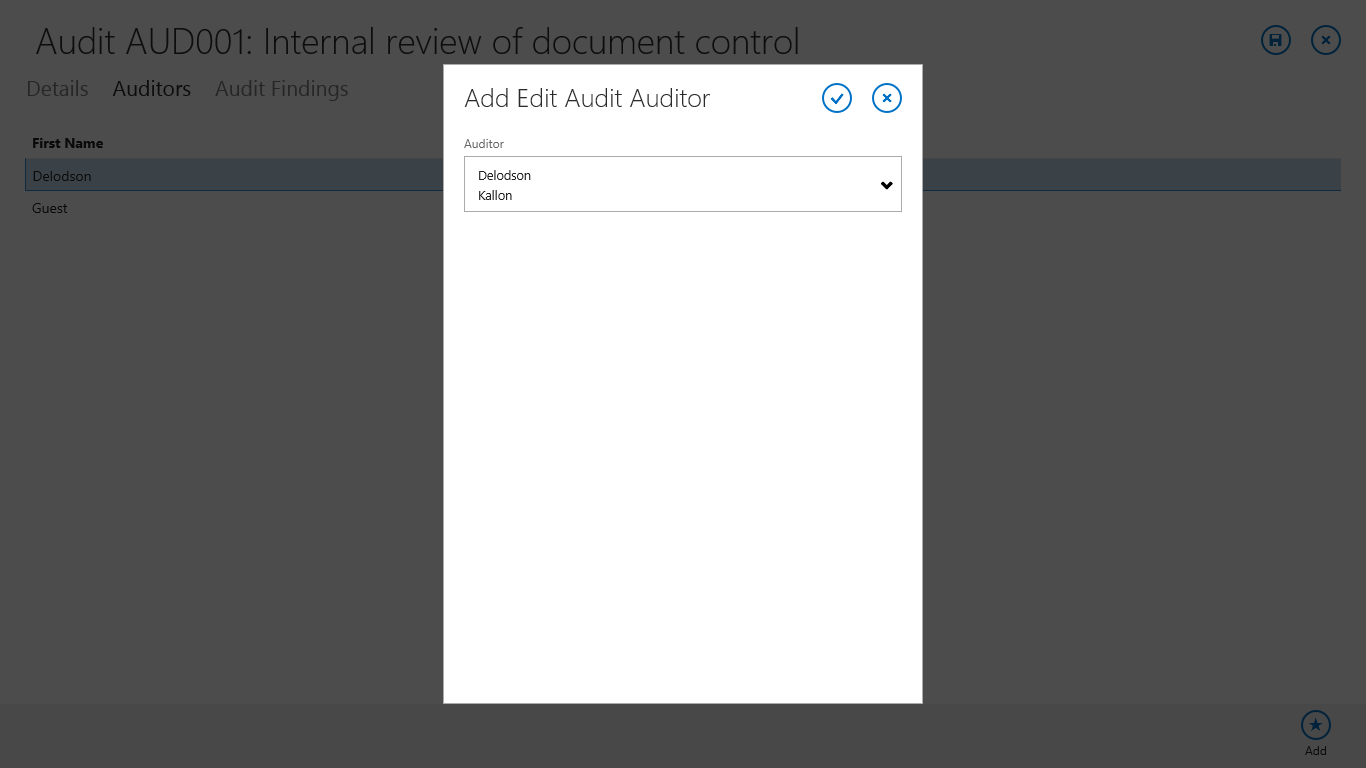 Audit AUD001: Internal review of document control
Details Auditors Audit Findings
First Name
Delodson
Guest
Add Edit Audit Auditor
Auditor
Delodson
Kallon
Add